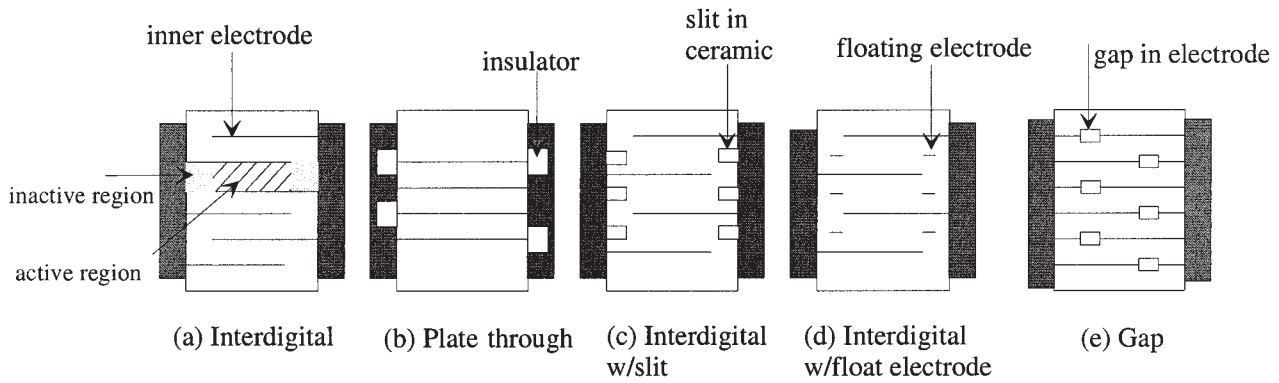 inner electrode
insulator
slit in
ceramic
floating electrode
gap in electrode
inactive region
active region
(a) Interdigital
(b) Plate through
(c) Interdigital
w/slit
(d) Interdigital
w/float electrode
(e) Gap